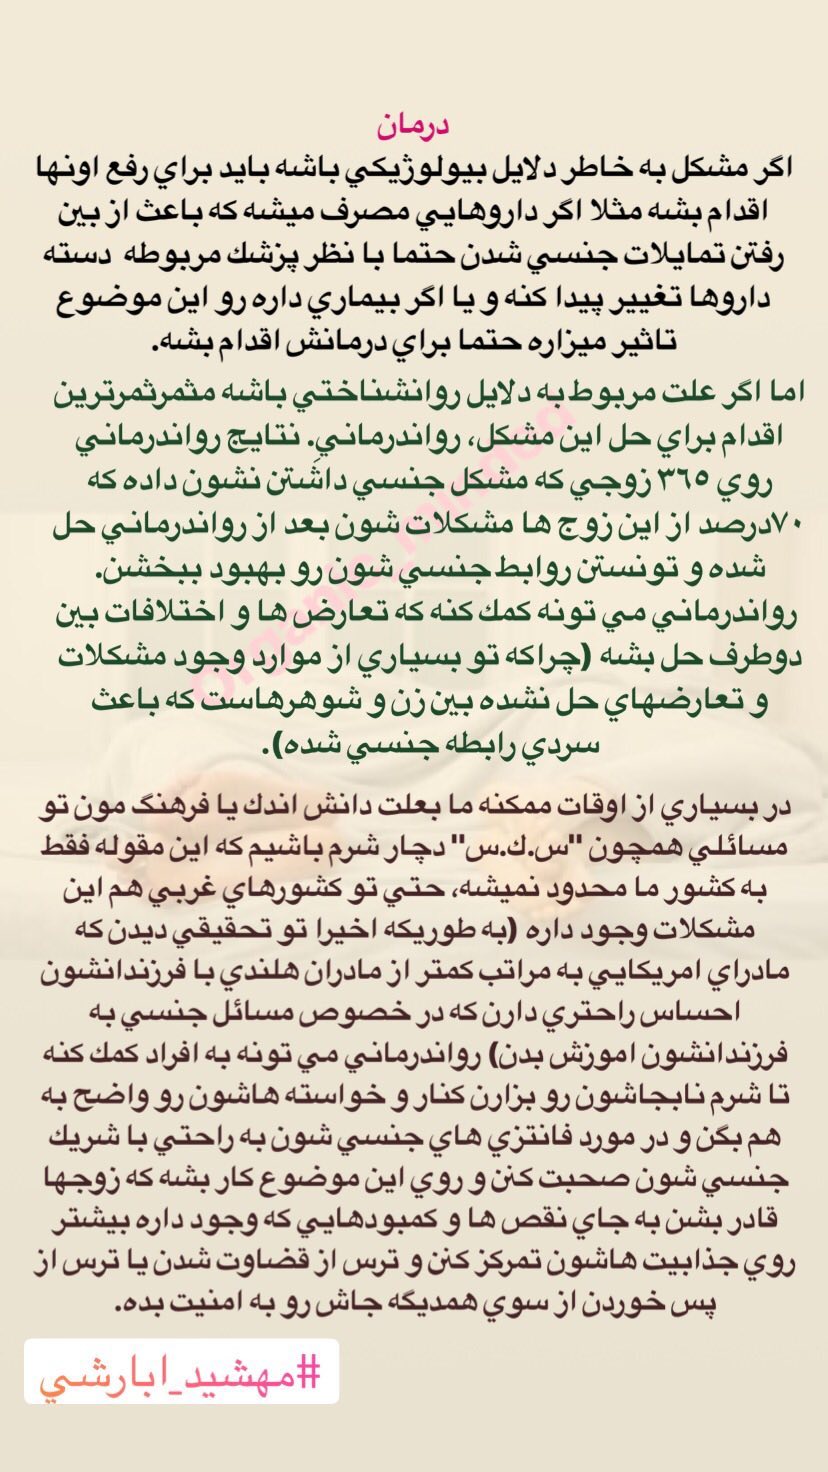 درمان
اگر مشكل به خاطر دلايل بيولوژيكي باشه بايد براي رفع اونها
اقدام بشه مثلا اگر داروهايي مصرف ميشه كه باعث از بين
رفتن تمايلات جنسي شدن حتما با نظر پزشك مربوطه دسته
داروها تغيير پيدا كنه و يا اگر بيماري داره رو اين موضوع
تاثير ميزاره حتما براي درمانش اقدام بشه.
اما اگر علت مربوط به دلايل روانشناختي باشه مثمرثمرترين
اقدام براي حل اين مشكل، رواندرمانيِ. نتايج رواندرماني
روي ٣٦٥ زوجي كه مشكل جنسي داشتن نشون داده كه
٧٠درصد از اين زوج ها مشكلات شون بعد از رواندرماني حل
شده و تونستن روابط جنسي شون رو بهبود ببخشن.
رواندرماني مي تونه كمك كنه كه تعارض ها و اختلافات بين
دوطرف حل بشه (چراكه تو بسياري از موارد وجود مشكلات
و تعارضهاي حل نشده بين زن و شوهرهاست كه باعث
سردي رابطه جنسي شده).
در بسياري از اوقات ممكنه ما بعلت دانش اندك يا فرهنگ مون تو
مسائلي همچون "س.ك.س" دچار شرم باشيم كه اين مقوله فقط
به كشور ما محدود نميشه، حتي تو كشورهاي غربي هم اين
مشكلات وجود داره (به طوريكه اخيرا تو تحقيقي ديدن كه
مادراي امريكايي به مراتب كمتر از مادران هلندي با فرزندانشون
احساس راحتري دارن كه در خصوص مسائل جنسي به
فرزندانشون اموزش بدن) رواندرماني مي تونه به افراد كمك كنه
تا شرم نابجاشون رو بزارن كنار و خواسته هاشون رو واضح به
هم بگن و در مورد فانتزي هاي جنسي شون به راحتي با شريك
جنسي شون صحبت كنن و روي اين موضوع كار بشه كه زوجها
قادر بشن به جاي نقص ها و كمبودهايي كه وجود داره بيشتر
روي جذابيت هاشون تمركز كنن و ترس از قضاوت شدن يا ترس از
پس خوردن از سوي همديگه جاش رو به امنيت بده.
#مهشيد_ابارشي